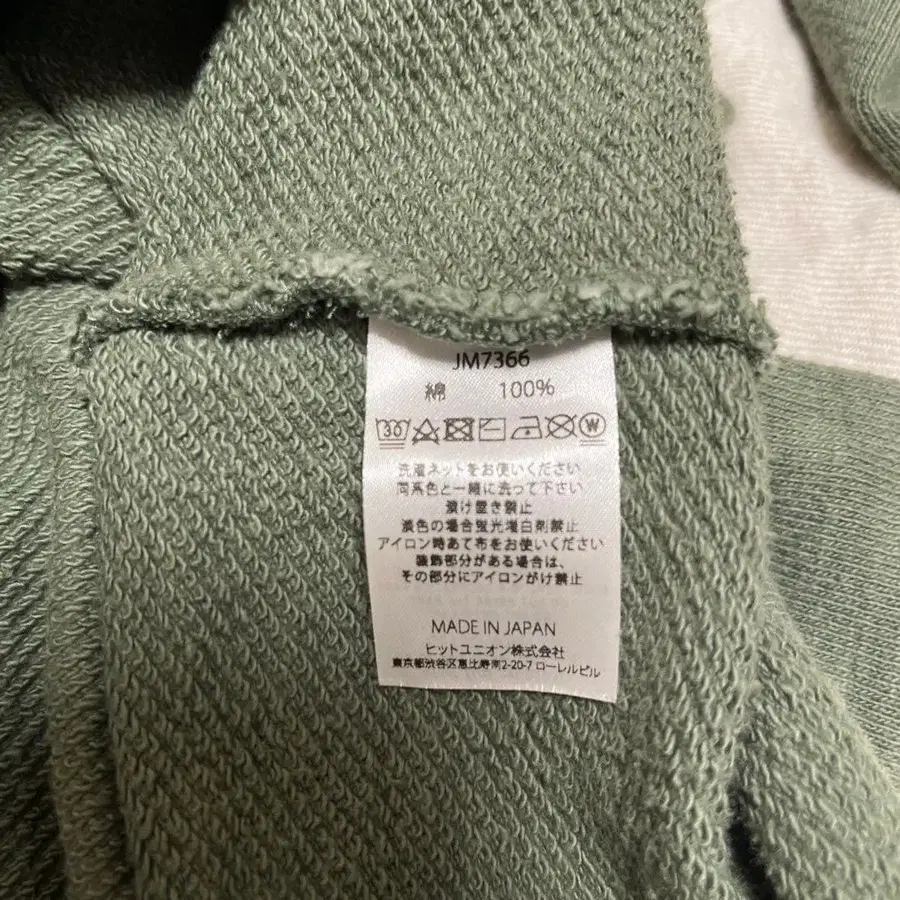 JM7366
綿 100%
30 W
洗濯ネットをお使いください
同系色と一緒に洗って下さい
漬け置き禁止
淡色の場合蛍光増白剤禁止
アイロン時あて布をお使いください
装飾部分がある場合は、
その部分にアイロンがけ禁止
MADE IN JAPAN
ヒットユニオン株式会社
東京都渋谷区恵比寿南2-20-7 ローレルビル